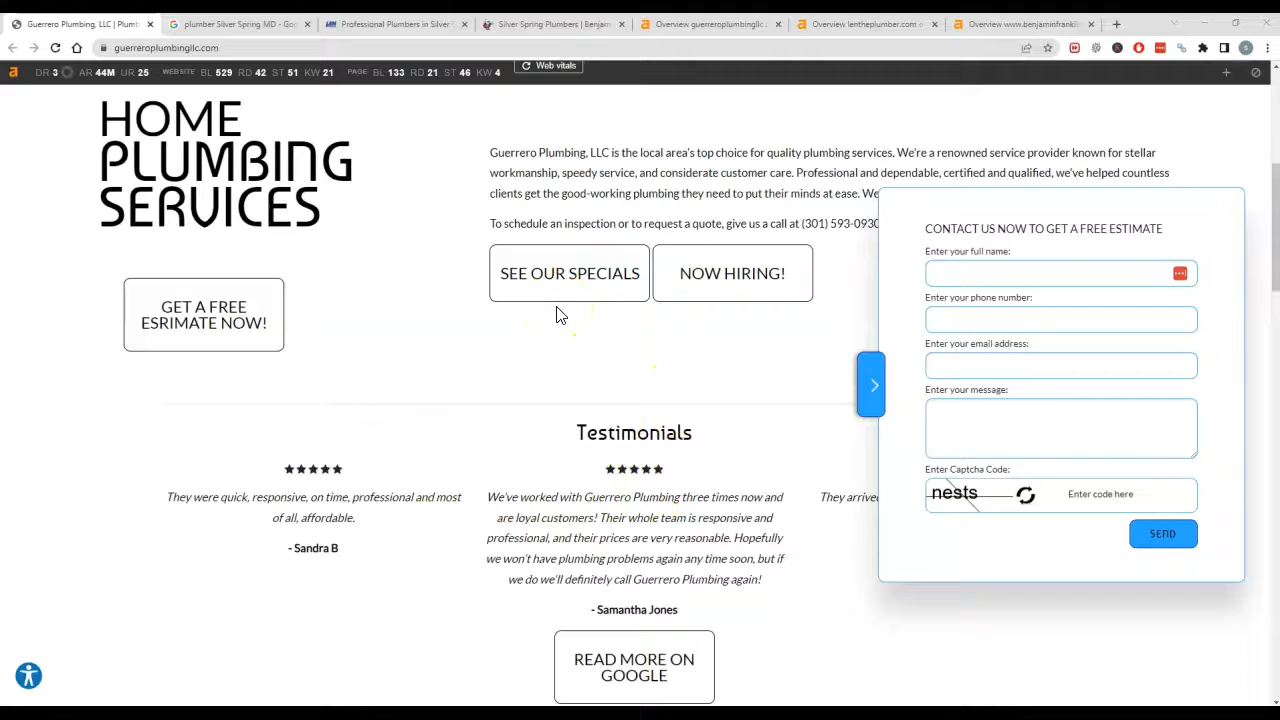 Guerrero Plumbing, LLC | Plumb
plumber Silver Spring MD - Goo
Professional Plumbers in Silver S
Silver Spring Plumbers | Benjam
Overview guerreroplumbingllc.c
Overview lentheplumber.com o
Overview www.benjaminfrankli
guerreroplumbingllc.com
S
DR 3 AR 44M UR 25 WEBSITE BL 529 RD 42 ST 51 KW 21 PAGE: BL 133 RD 21 ST 46 KW 4 Web vitals
HOME
PLUMBING
SERVICES
GET A FREE
ESRIMATE NOW!
Guerrero Plumbing, LLC is the local area's top choice for quality plumbing services. We're a renowned service provider known for stellar
workmanship, speedy service, and considerate customer care. Professional and dependable, certified and qualified, we've helped countless
clients get the good-working plumbing they need to put their minds at ease. We
To schedule an inspection or to request a quote, give us a call at (301) 593-0930
SEE OUR SPECIALS
NOW HIRING!
CONTACT US NOW TO GET A FREE ESTIMATE
Enter your full name:
Enter your phone number:
Enter your email address:
Enter your message:
Enter Captcha Code:
nests
Enter code here
SEND
Testimonials
They were quick, responsive, on time, professional and most
of all, affordable.
- Sandra B
We've worked with Guerrero Plumbing three times now and
are loyal customers! Their whole team is responsive and
professional, and their prices are very reasonable. Hopefully
we won't have plumbing problems again any time soon, but if
we do we'll definitely call Guerrero Plumbing again!
- Samantha Jones
They arrived
READ MORE ON
GOOGLE